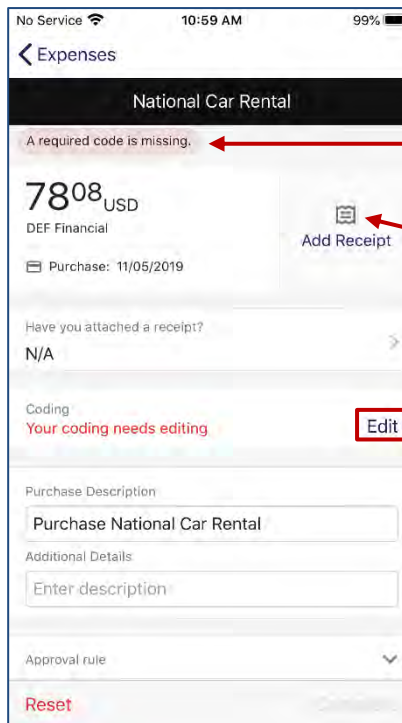 No Service 10:59 AM 99%
Expenses
National Car Rental
A required code is missing.
7808 USD
DEF Financial
Add Receipt
Purchase: 11/05/2019
Have you attached a receipt?
N/A
Coding
Your coding needs editing
Edit
Purchase Description
Purchase National Car Rental
Additional Details
Enter description
Approval rule
Reset